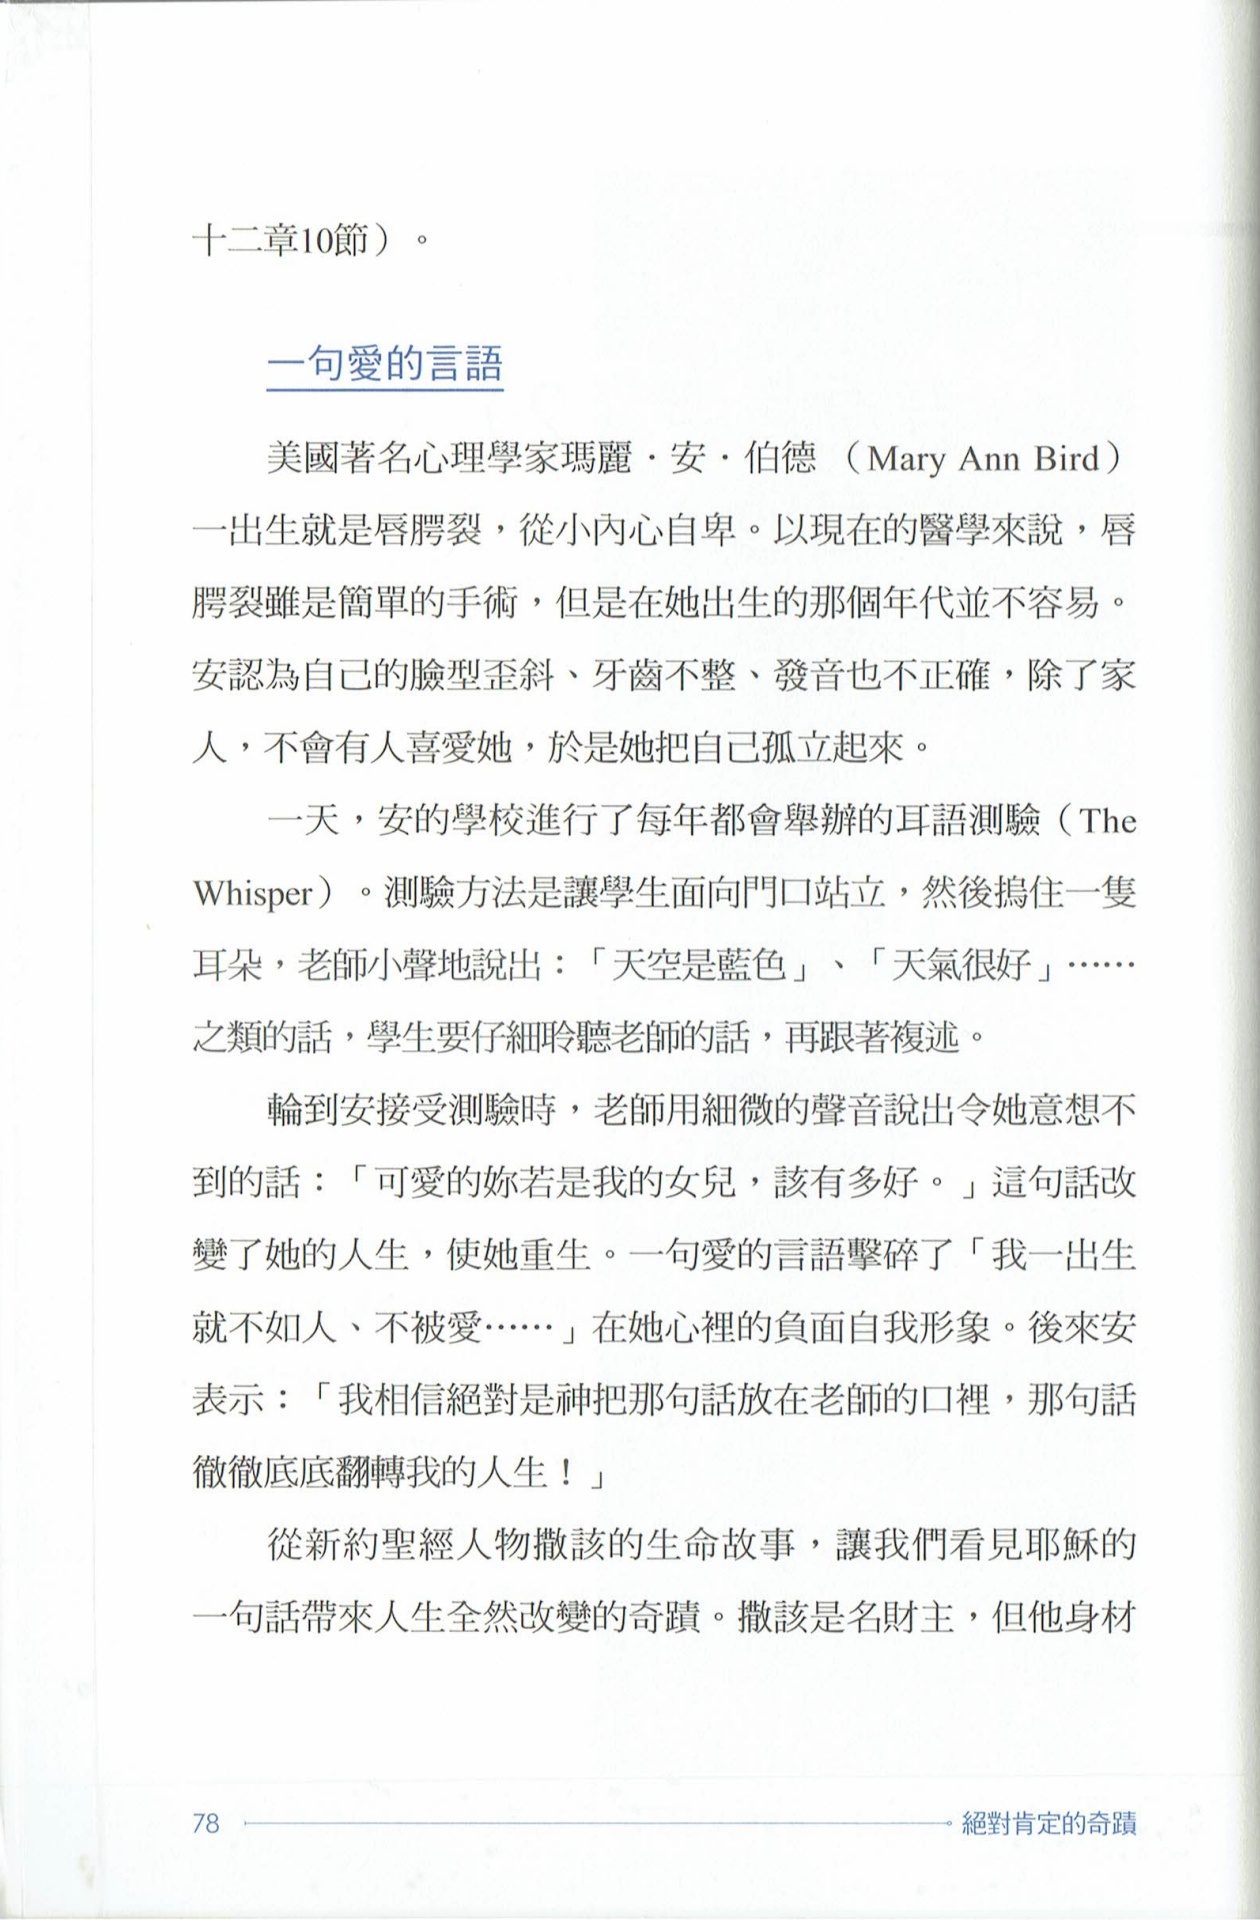 十二章10節）。
一句愛的言語
美國著名心理學家瑪麗．安．伯德（Mary Ann Bird）
一出生就是唇腭裂，從小內心自卑。以現在的醫學來說，唇
腭裂雖是簡單的手術，但是在她出生的那個年代並不容易。
安認為自己的臉型歪斜、牙齒不整、發音也不正確，除了家
人，不會有人喜愛她，於是她把自己孤立起來。
一天，安的學校進行了每年都會舉辦的耳語測驗（The
Whisper）。測驗方法是讓學生面向門口站立，然後摀住一隻
耳朵，老師小聲地說出：「天空是藍色」、「天氣很好」⋯⋯
之類的話，學生要仔細聆聽老師的話，再跟著複述。
輪到安接受測驗時，老師用細微的聲音說出令她意想不
到的話：「可愛的妳若是我的女兒，該有多好。」這句話改
變了她的人生，使她重生。一句愛的言語擊碎了「我一出生
就不如人、不被愛⋯⋯」在她心裡的負面自我形象。後來安
表示：「我相信絕對是神把那句話放在老師的口裡，那句話
徹徹底底翻轉我的人生！」
從新約聖經人物撒該的生命故事，讓我們看見耶穌的
一句話帶來人生全然改變的奇蹟。撒該是名財主，但他身材
78 絕對肯定的奇蹟